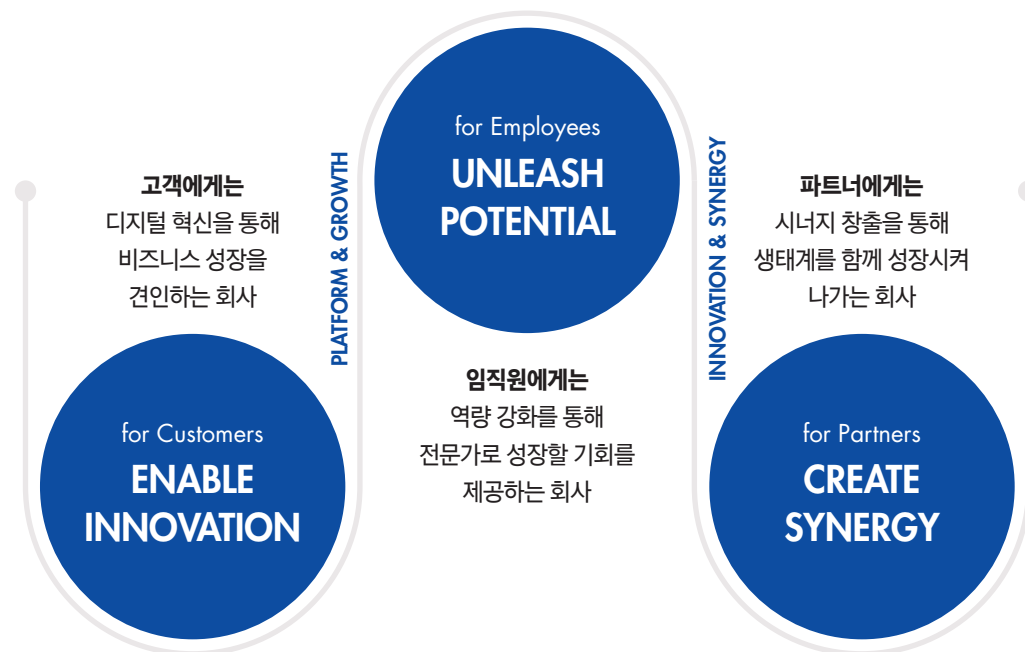 고객에게는
디지털 혁신을 통해
비즈니스 성장을
견인하는 회사
for Customers
ENABLE
INNOVATION
PLATFORM & GROWTH
for Employees
UNLEASH
POTENTIAL
임직원에게는
역량 강화를 통해
전문가로 성장할 기회를
제공하는 회사
INNOVATION & SYNERGY
파트너에게는
시너지 창출을 통해
생태계를 함께 성장시켜
나가는 회사
for Partners
CREATE
SYNERGY